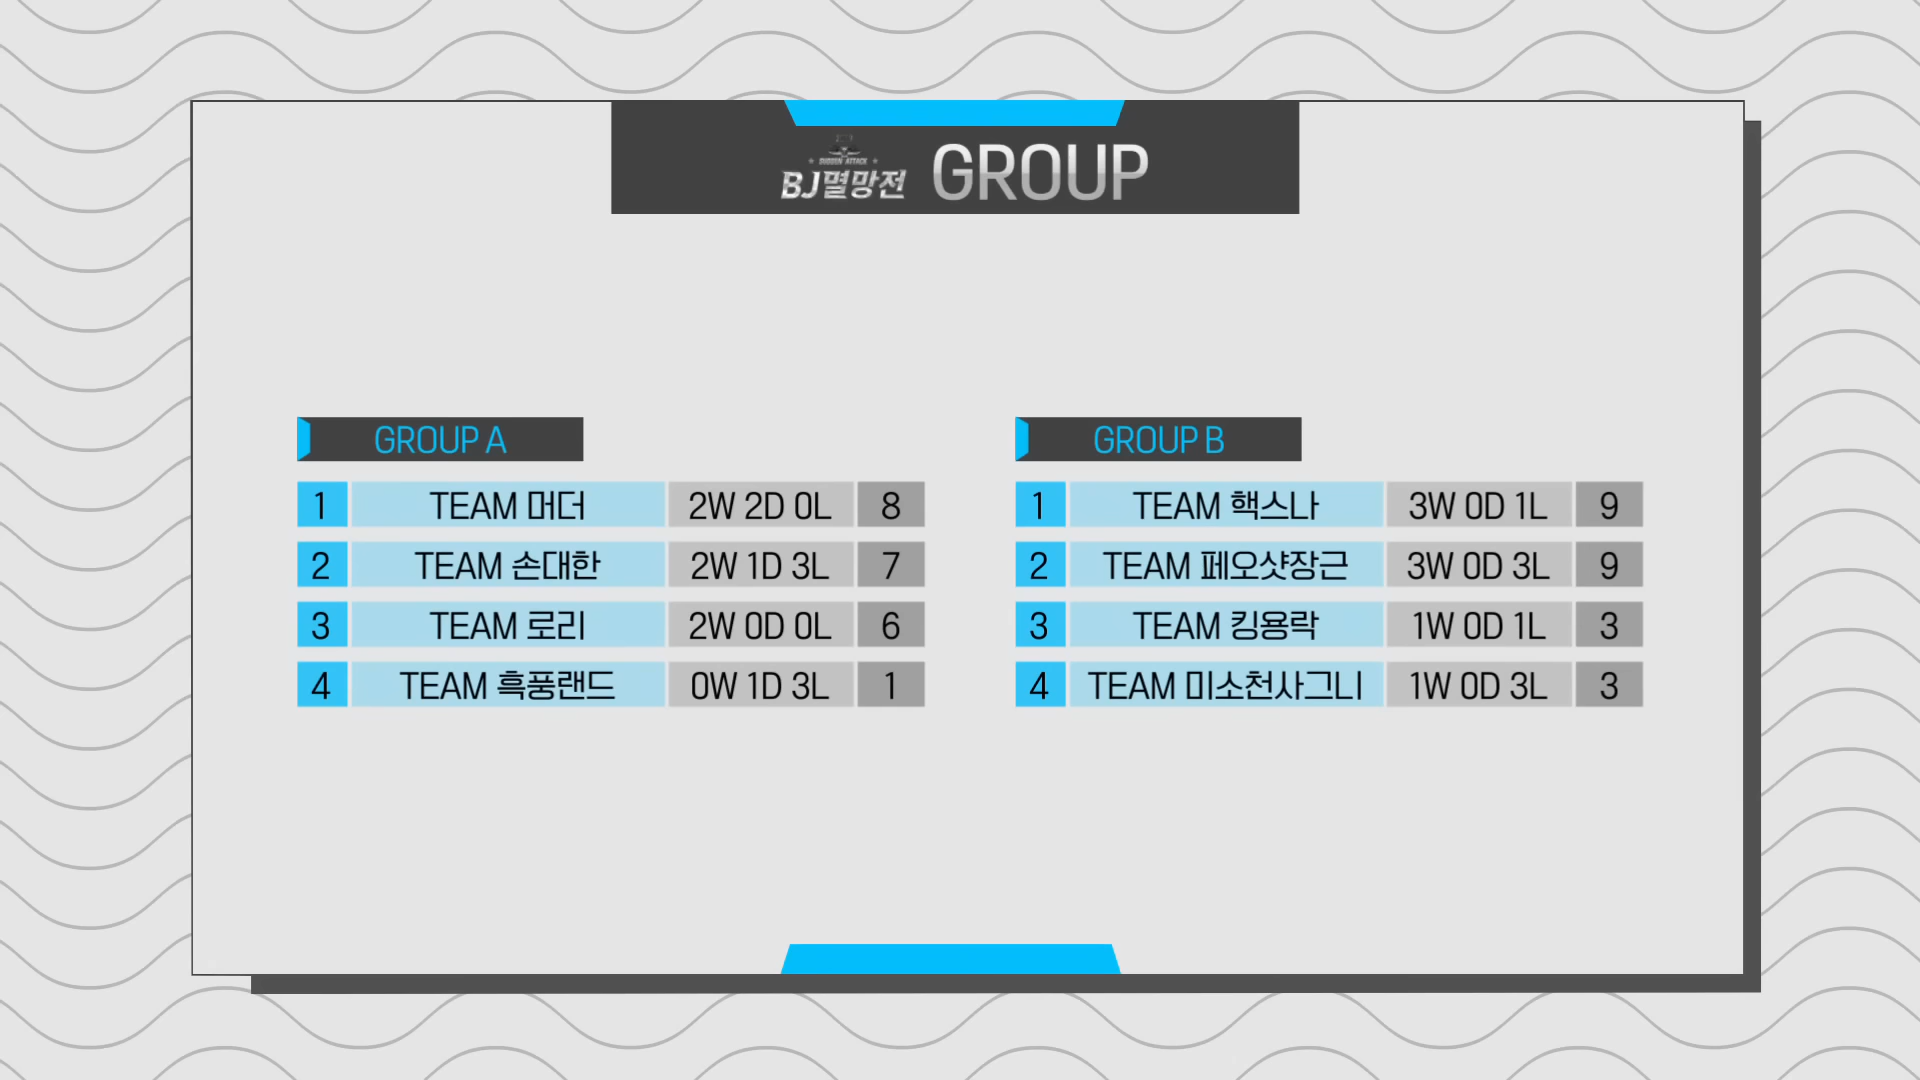 SUDDEN ATTACK
BJ멸망전 GROUP
GROUP A
1 TEAM 머더 2W 2D 0L 8
2 TEAM 손대한 2W 1D 3L 7
3 TEAM 로리 2W 0D 0L 6
4 TEAM 흑풍랜드 0W 1D 3L 1
GROUP B
1 TEAM 핵스나 3W 0D 1L 9
2 TEAM 페오샷장근 3W 0D 3L 9
3 TEAM 킹용락 1W 0D 1L 3
4 TEAM 미소천사그니 1W 0D 3L 3